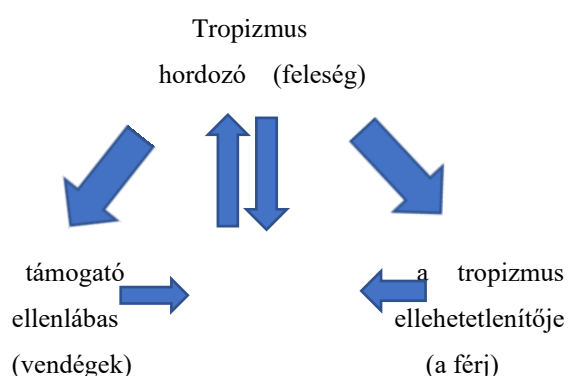 Tropizmus
hordozó (feleség)
támogató
ellenlábas
(vendégek)
a tropizmus
ellehetetlenítője
(a férj)